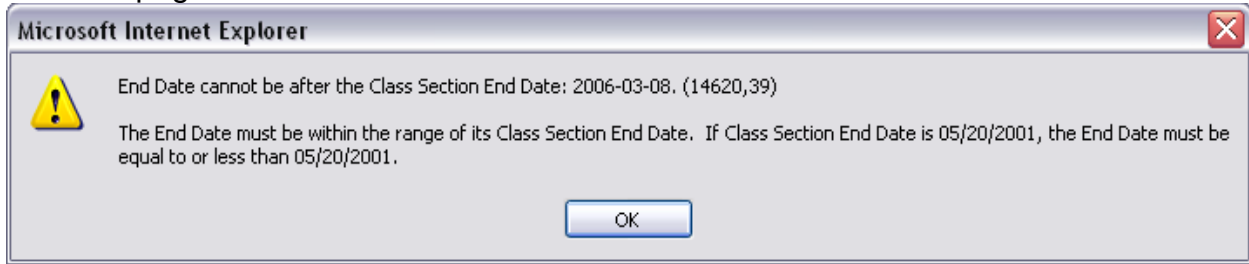 Microsoft Internet Explorer
End Date cannot be after the Class Section End Date: 2006-03-08. (14620,39)
The End Date must be within the range of its Class Section End Date.  If Class Section End Date is 05/20/2001, the End Date must be
equal to or less than 05/20/2001.
OK